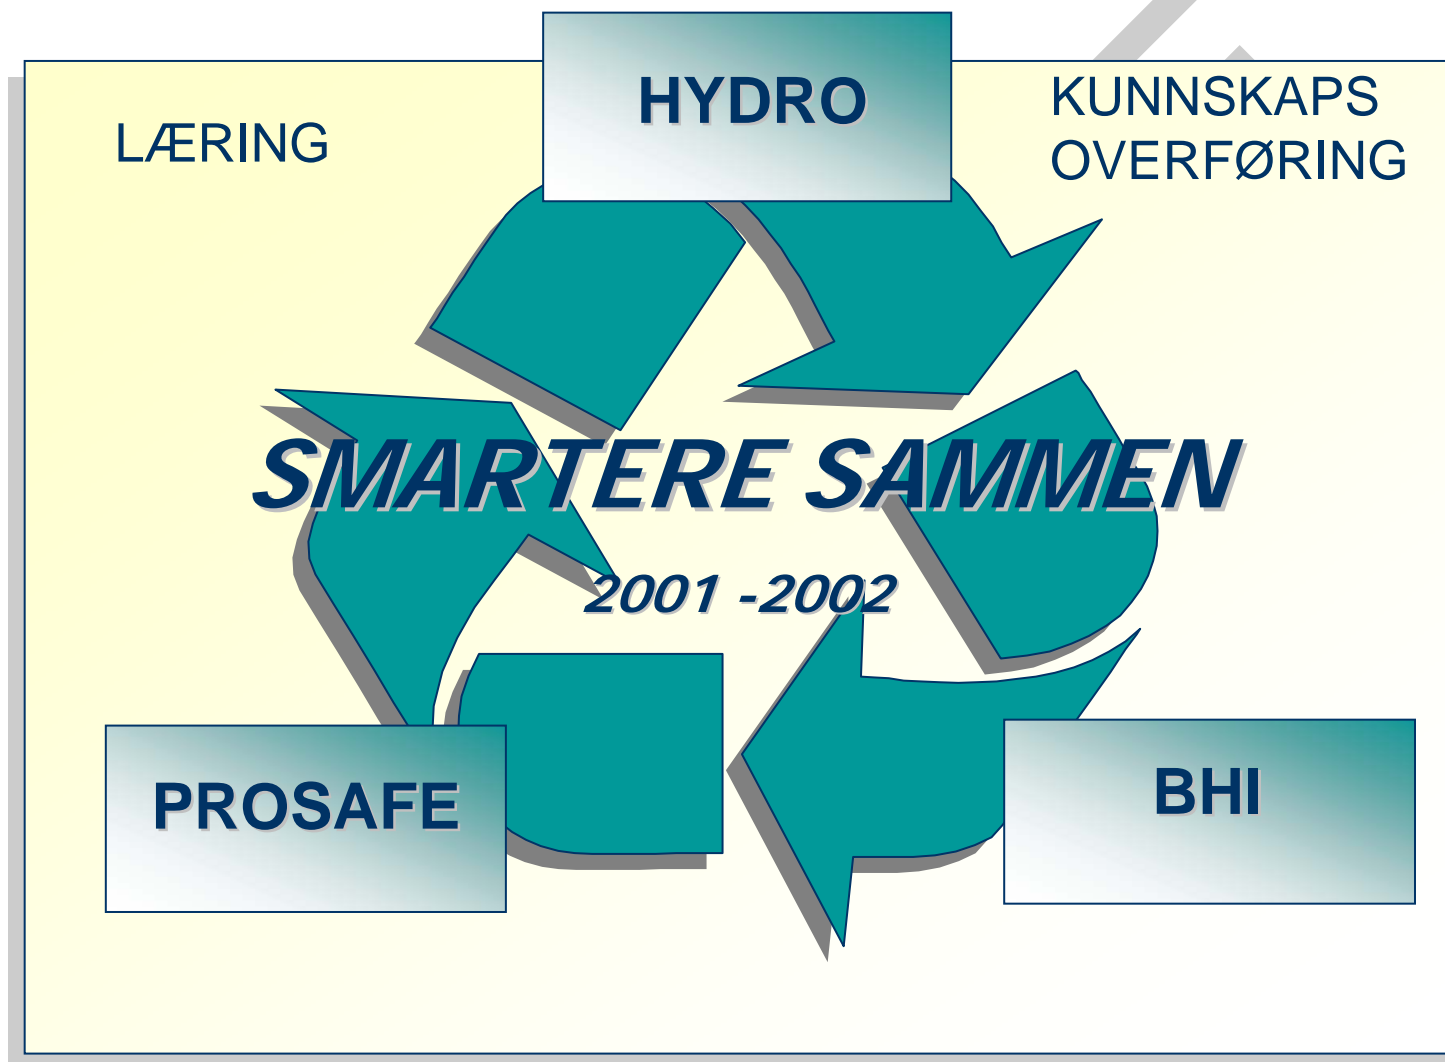 HYDRO
LÆRING
KUNNSKAPS
OVERFØRING
SMARTERE SAMMEN
2001 -2002
PROSAFE
BHI